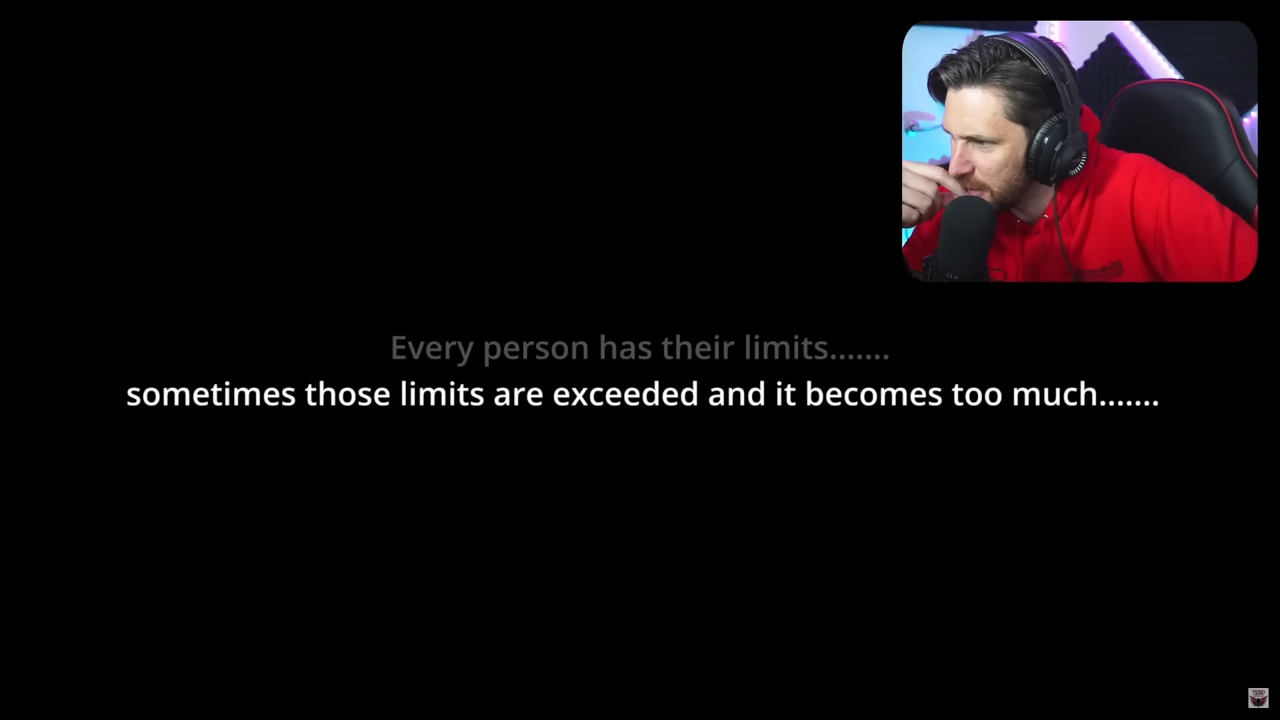 Every person has their limits.......
sometimes those limits are exceeded and it becomes too much.......